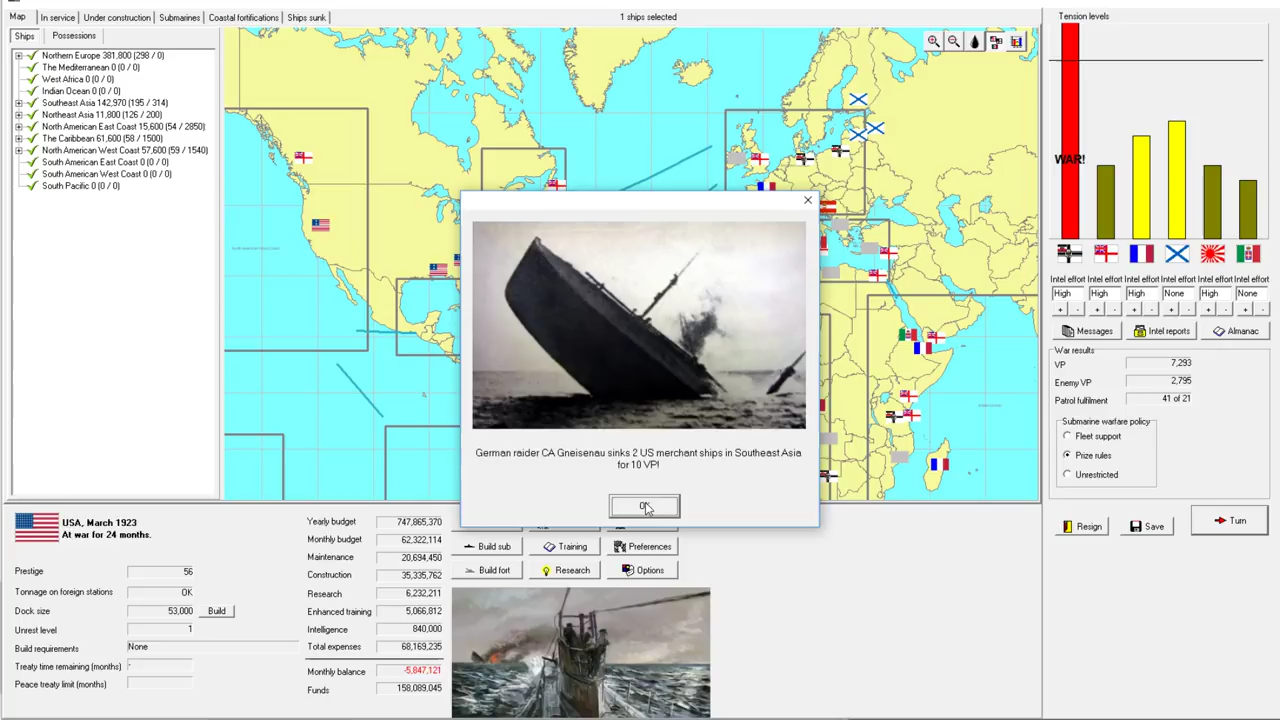 Map
In service
Under construction
Submarines
Coastal fortifications
Ships sunk
1 ships selected
Ships
Possessions
Northern Europe 381,800 (298 / 0)
The Mediterranean 0 (0 / 0)
West Africa 0 (0 / 0)
Indian Ocean 0 (0 / 0)
Southeast Asia 142,970 (195 / 314)
Northeast Asia 11,800 (126 / 200)
North American East Coast 15,600 (54 / 2850)
The Caribbean 61,600 (58 / 1500)
North American West Coast 57,600 (59 / 1540)
South American East Coast 0 (0 / 0)
South American West Coast 0 (0 / 0)
South Pacific 0 (0 / 0)
German raider CA Gneisenau sinks 2 US merchant ships in Southeast Asia
for 10 VP!
OK
Tension levels
WAR!
Intel effort Intel effort Intel effort Intel effort Intel effort Intel effort
High High High None High None
+ - + - + - + - + - + -
Messages
Intel reports
Almanac
War results
VP 7,293
Enemy VP 2,795
Patrol fulfilment 41 of 21
Submarine warfare policy
Fleet support
Prize rules
Unrestricted
Resign
Save
Turn
USA, March 1923
At war for 24 months.
Prestige 56
Tonnage on foreign stations OK
Dock size 53,000 Build
Unrest level 1
Build requirements None
Treaty time remaining (months) -
Peace treaty limit (months)
Yearly budget 747,865,370
Monthly budget 62,322,114
Maintenance 20,694,450
Construction 35,335,762
Research 6,232,211
Enhanced training 5,066,812
Intelligence 840,000
Total expenses 68,169,235
Monthly balance -5,847,121
Funds 158,089,045
Build sub
Training
Preferences
Build fort
Research
Options